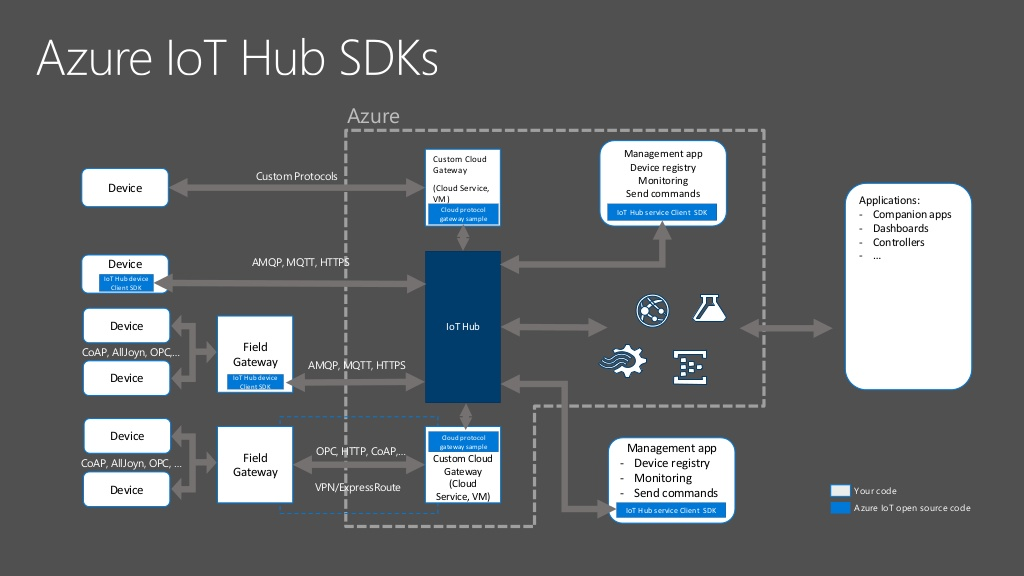 Azure IoT Hub SDKs
Azure
Device
Custom Protocols
Custom Cloud
Gateway
(Cloud Service,
VM)
Cloud protocol
gateway sample
Management app
Device registry
Monitoring
Send commands
IoT Hub service Client SDK
Applications:
- Companion apps
- Dashboards
- Controllers
- ...
Device
IoT Hub device
Client SDK
AMQP, MQTT, HTTPS
IoT Hub
Device
CoAP, AllJoyn, OPC,...
Device
Field
Gateway
IoT Hub device
Client SDK
AMQP, MQTT, HTTPS
Device
CoAP, AllJoyn, OPC, ...
Device
Field
Gateway
OPC, HTTP, CoAP,...
VPN/ExpressRoute
Cloud protocol
gateway sample
Custom Cloud
Gateway
(Cloud
Service, VM)
Management app
- Device registry
- Monitoring
- Send commands
IoT Hub service Client SDK
Your code
Azure IoT open source code